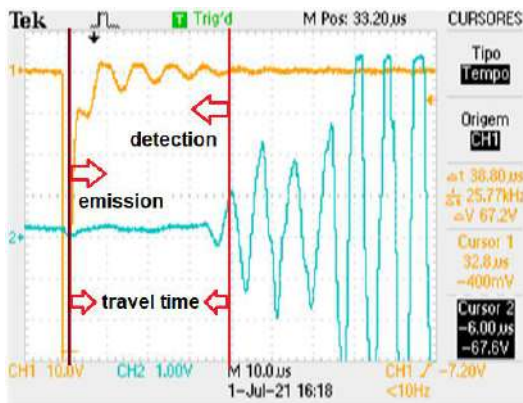 Tek
T Trig'd
M Pos: 33.20µs
CURSORES
Tipo
Tempo
Origem
CH1
△t 38.80µs
1/△t 25.77kHz
△V 67.2V
Cursor 1
32.8µs
-400mV
Cursor 2
-6.00µs
-67.6V
1
detection
emission
2
travel time
CH1 10.0V
CH2 1.00V
M 10.0µs
CH1 / -7.20V
1-Jul-21 16:18
<10Hz